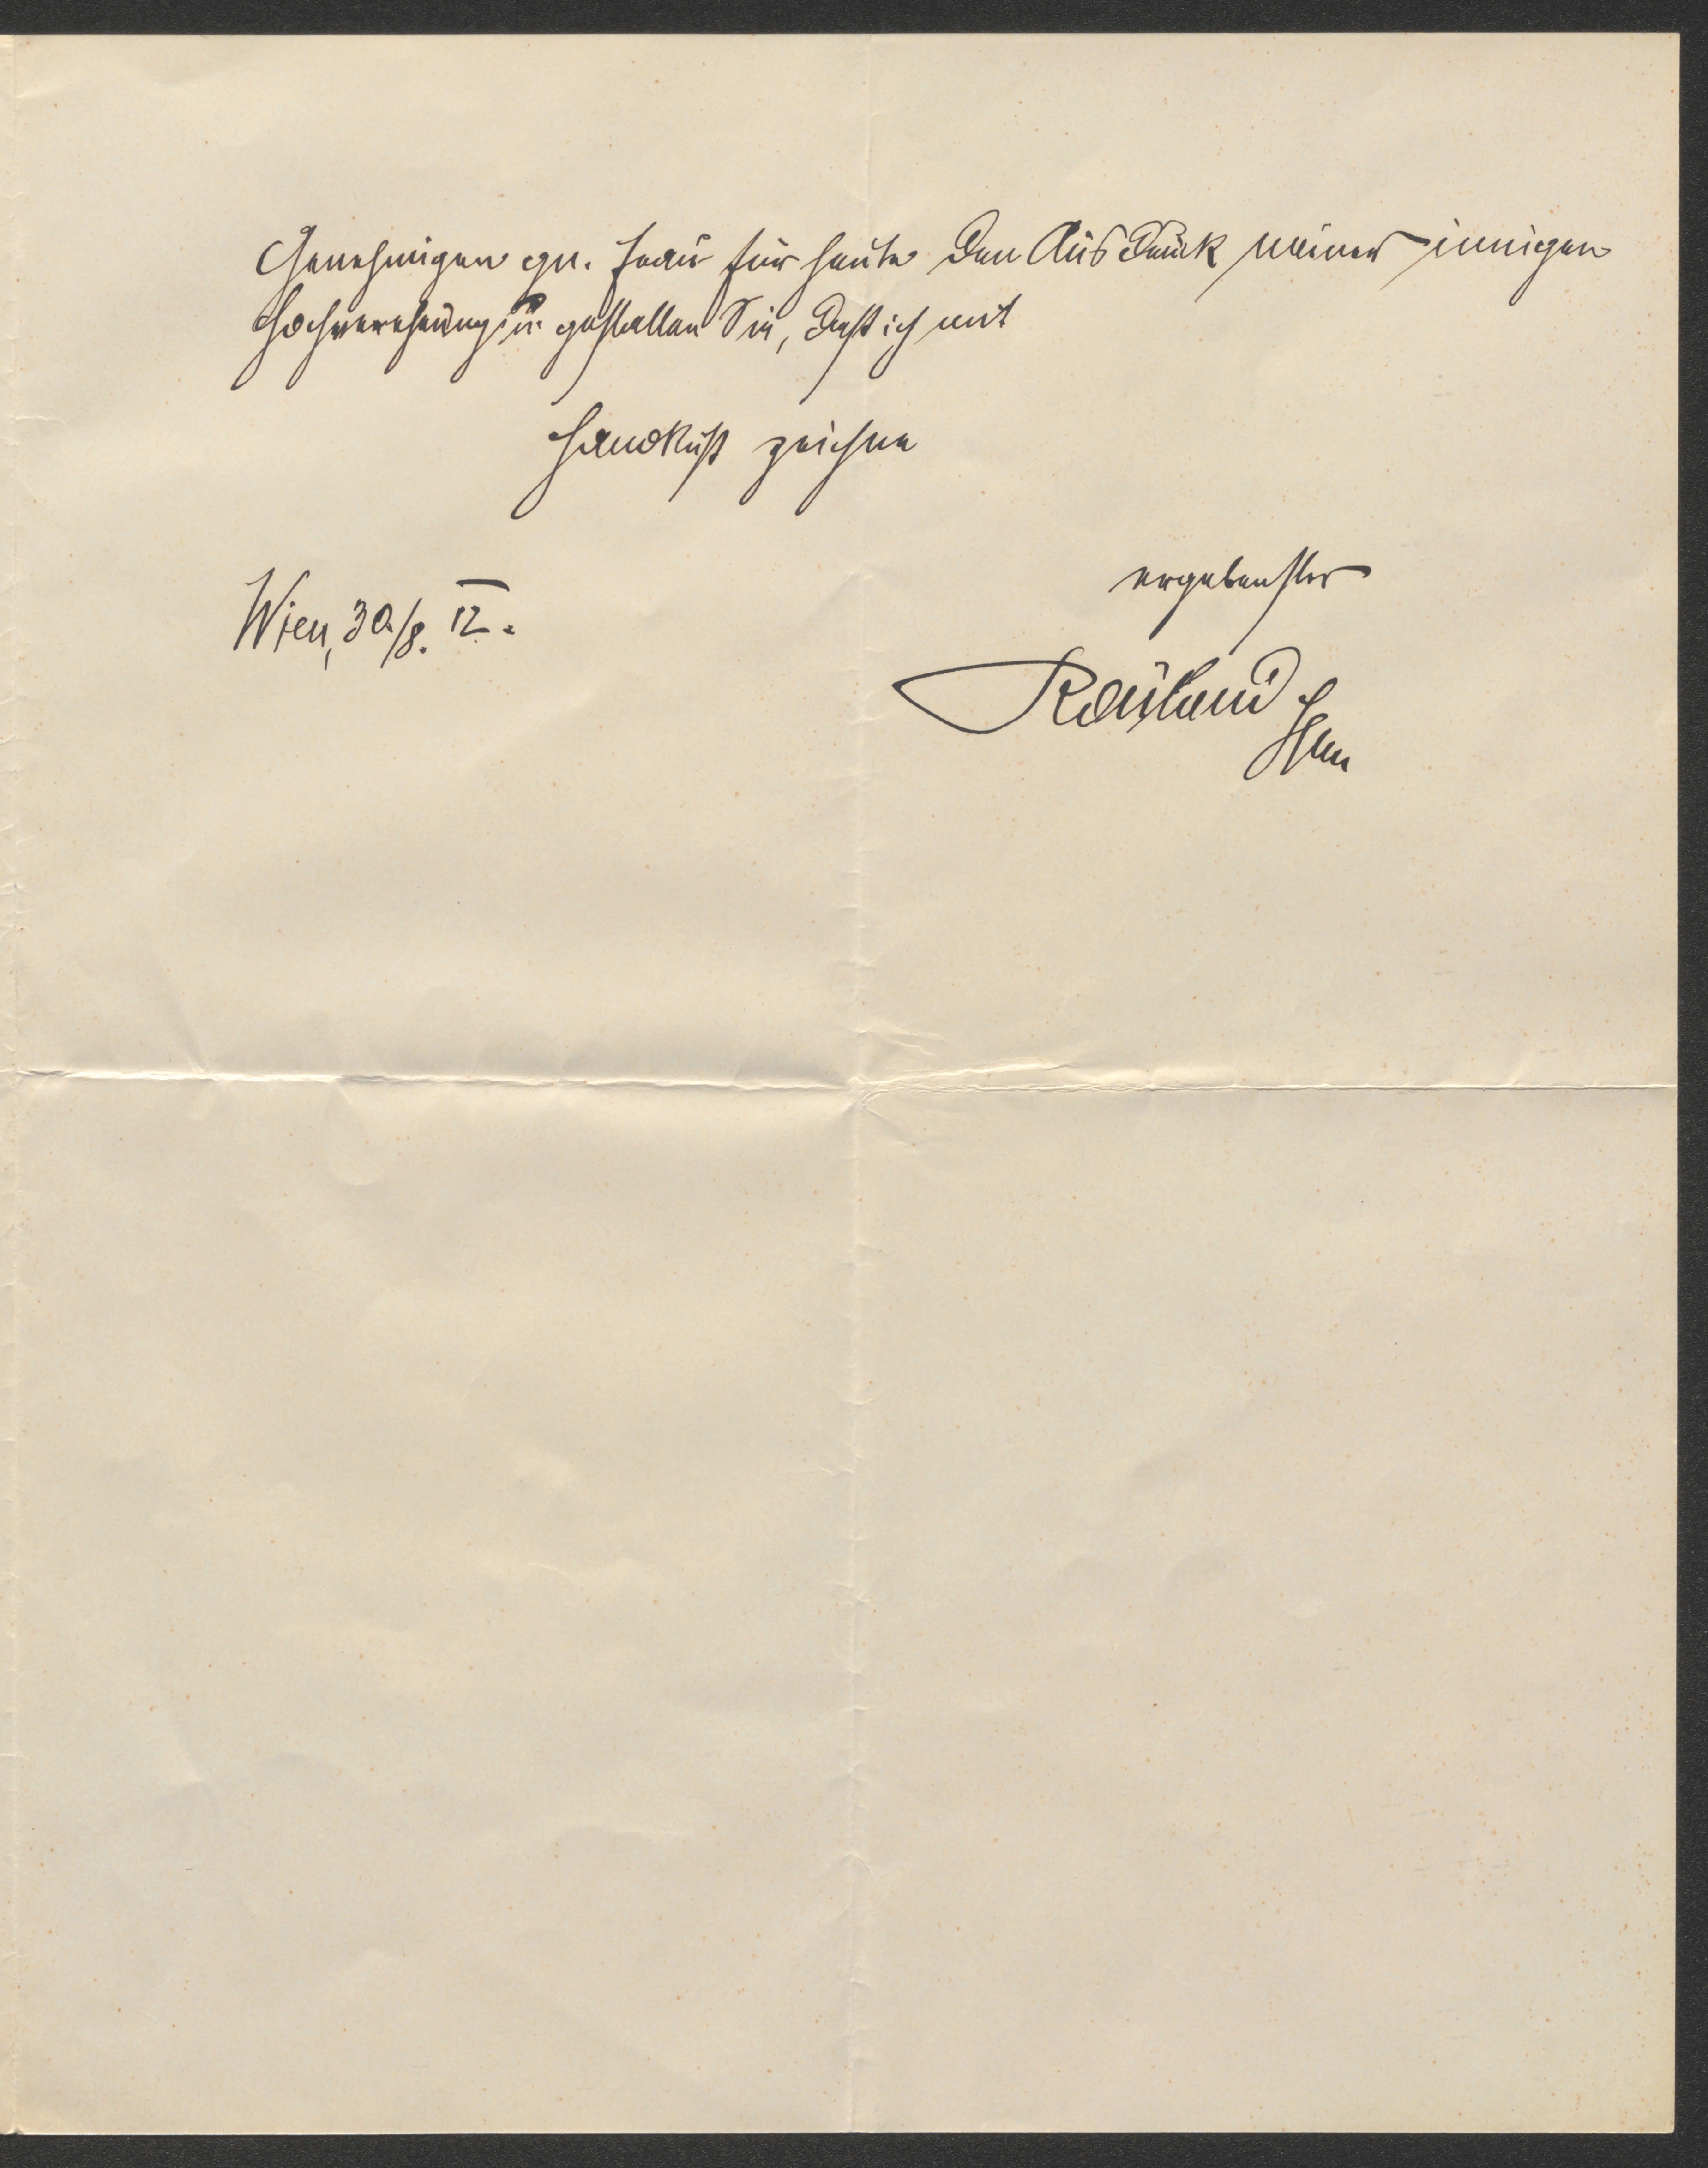 Genehmigen gn. Frau für heute den Ausdruck meiner innigen
Hochverehrung u. gestatten Sie, daß ich mit
Handkuß zeichne
ergebenster
Wien, 30./8. 12.